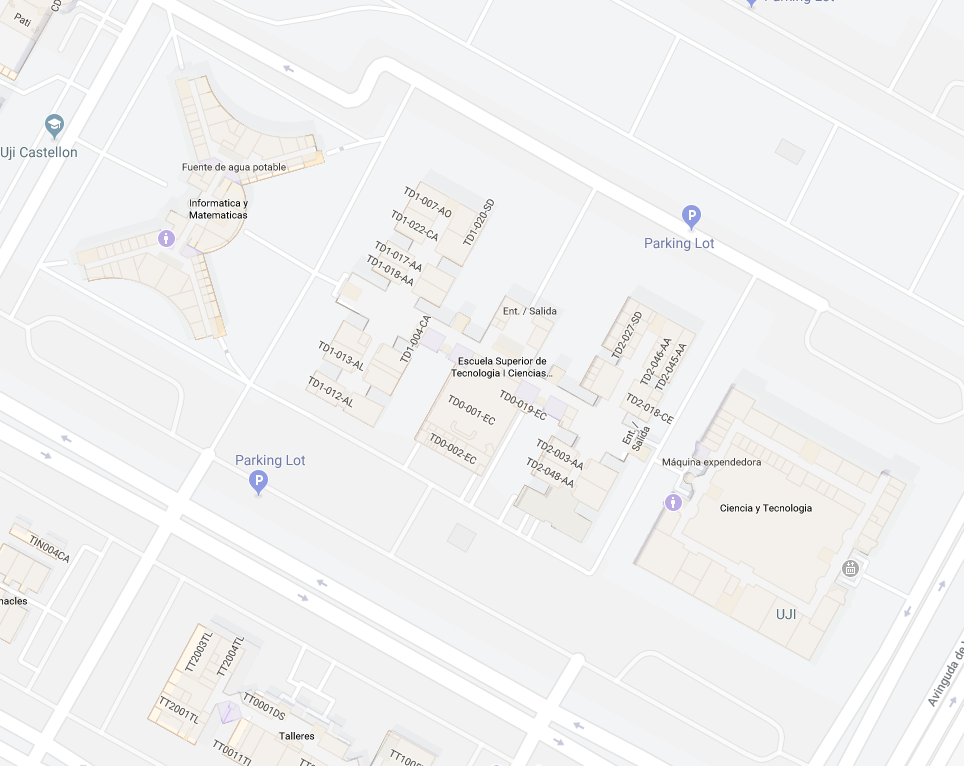 Parking Lot
CD
Pati
Uji Castellon
Fuente de agua potable
Informatica y
Matematicas
TD1-007-AO
TD1-020-SD
TD1-022-CA
P
Parking Lot
TD1-017-AA
TD1-018-AA
Ent. / Salida
TD1-004-CA
TD2-027-SD
TD1-013-AL
TD2-046-AA
TD2-045-AA
Escuela Superior de
Tecnologia I Ciencias...
TD1-012-AL
TD0-001-EC
TD0-019-EC
TD2-018-CE
Ent. /
Salida
TD0-002-EC
TD2-003-AA
TD2-048-AA
Máquina expendedora
Parking Lot
P
Ciencia y Tecnologia
TIN004CA
nacles
UJI
TT2003TL
TT2004TL
Avinguda de
TT2001TL
TT0001DS
Talleres
TT0011TL